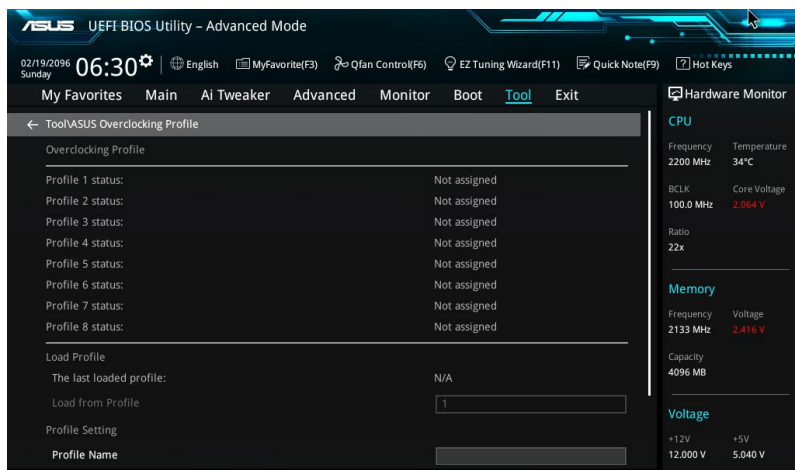 ASUS UEFI BIOS Utility – Advanced Mode
02/19/2096
Sunday
06:30
English
MyFavorite(F3)
Qfan Control(F6)
EZ Tuning Wizard(F11)
Quick Note(F9)
? Hot Keys
My Favorites Main Ai Tweaker Advanced Monitor Boot Tool Exit
← Tool\ASUS Overclocking Profile
Overclocking Profile
Profile 1 status: Not assigned
Profile 2 status: Not assigned
Profile 3 status: Not assigned
Profile 4 status: Not assigned
Profile 5 status: Not assigned
Profile 6 status: Not assigned
Profile 7 status: Not assigned
Profile 8 status: Not assigned
Load Profile
The last loaded profile: N/A
Load from Profile 1
Profile Setting
Profile Name
Hardware Monitor
CPU
Frequency Temperature
2200 MHz 34°C
BCLK Core Voltage
100.0 MHz 2.064 V
Ratio
22x
Memory
Frequency Voltage
2133 MHz 2.416 V
Capacity
4096 MB
Voltage
+12V +5V
12.000 V 5.040 V